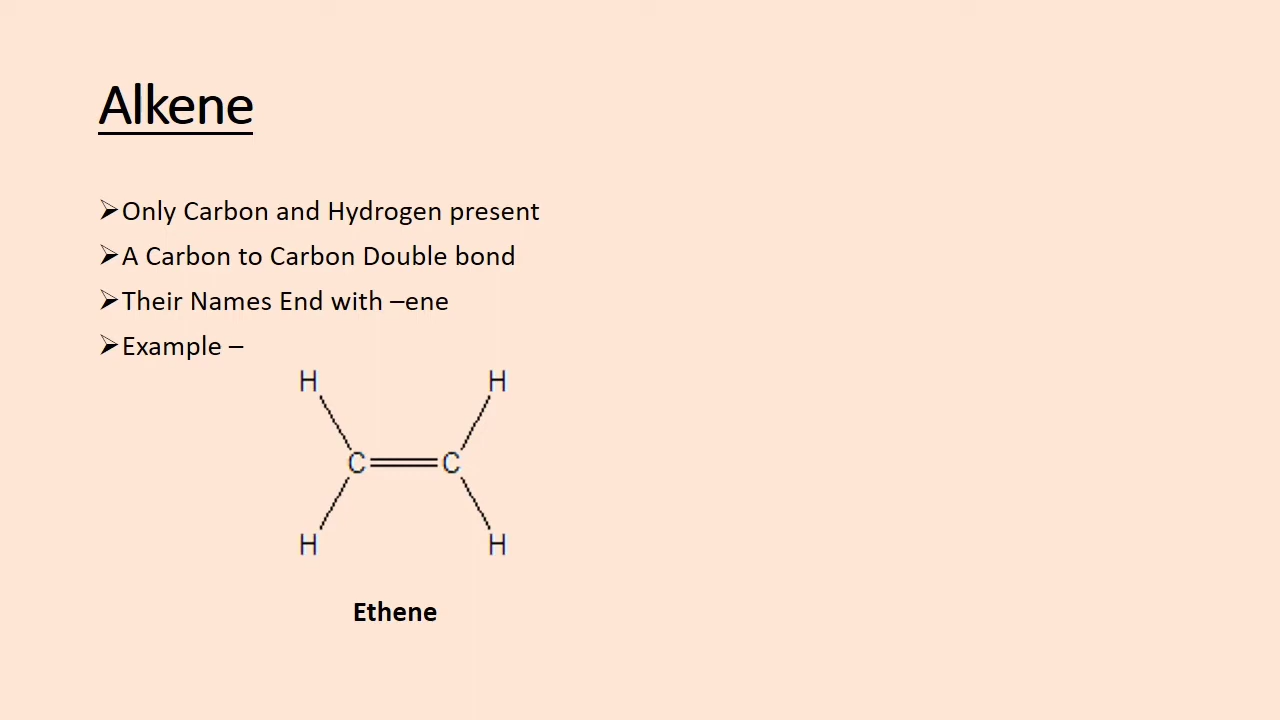 Alkene
➢Only Carbon and Hydrogen present
➢A Carbon to Carbon Double bond
➢Their Names End with –ene
➢Example –
H H
C C
H H
Ethene